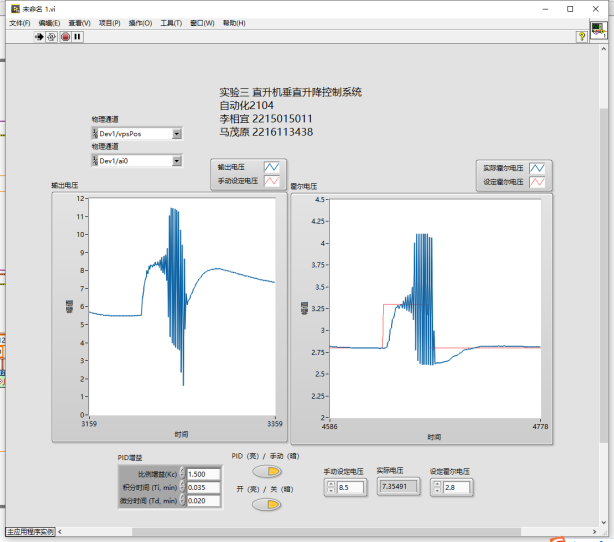 未命名 1.vi
文件(F) 编辑(E) 查看(V) 项目(P) 操作(O) 工具(T) 窗口(W) 帮助(H)
实验三 直升机垂直升降控制系统
自动化2104
李相宜 2215015011
马茂原 2216113438
物理通道
Dev1/vpsPos
物理通道
Dev1/ai0
输出电压
手动设定电压
实际霍尔电压
设定霍尔电压
输出电压
霍尔电压
12
11
10
9
8
7
6
5
4
3
2
1
0
幅值
3159
3359
时间
4.5
4.25
4
3.75
3.5
3.25
3
2.75
2.5
2.25
2
幅值
4586
4778
时间
PID增益
比例增益(Kc) 1.500
积分时间 (Ti, min) 0.035
微分时间 (Td, min) 0.020
PID（亮）/ 手动（暗）
开（亮）/ 关（暗）
手动设定电压
8.5
实际电压
7.35491
设定霍尔电压
2.8
主应用程序实例